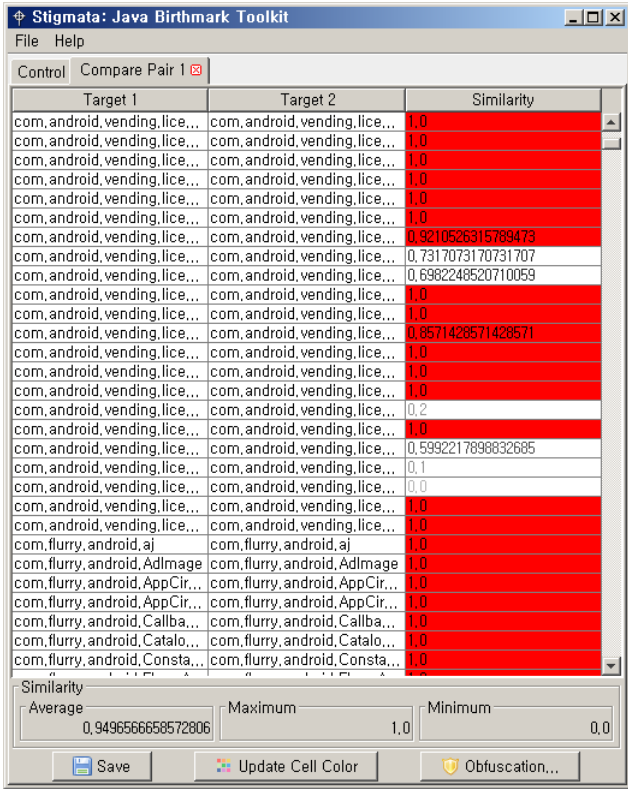 Stigmata: Java Birthmark Toolkit
File Help
Control Compare Pair 1
Target 1 Target 2 Similarity
com.android.vending.lice... com.android.vending.lice... 1.0
com.android.vending.lice... com.android.vending.lice... 1.0
com.android.vending.lice... com.android.vending.lice... 1.0
com.android.vending.lice... com.android.vending.lice... 1.0
com.android.vending.lice... com.android.vending.lice... 1.0
com.android.vending.lice... com.android.vending.lice... 1.0
com.android.vending.lice... com.android.vending.lice... 0.9210526315789473
com.android.vending.lice... com.android.vending.lice... 0.7317073170731707
com.android.vending.lice... com.android.vending.lice... 0.6982248520710059
com.android.vending.lice... com.android.vending.lice... 1.0
com.android.vending.lice... com.android.vending.lice... 1.0
com.android.vending.lice... com.android.vending.lice... 0.8571428571428571
com.android.vending.lice... com.android.vending.lice... 1.0
com.android.vending.lice... com.android.vending.lice... 1.0
com.android.vending.lice... com.android.vending.lice... 1.0
com.android.vending.lice... com.android.vending.lice... 0.2
com.android.vending.lice... com.android.vending.lice... 1.0
com.android.vending.lice... com.android.vending.lice... 0.5992217898832685
com.android.vending.lice... com.android.vending.lice... 0.1
com.android.vending.lice... com.android.vending.lice... 0.0
com.android.vending.lice... com.android.vending.lice... 1.0
com.android.vending.lice... com.android.vending.lice... 1.0
com.flurry.android.aj com.flurry.android.aj 1.0
com.flurry.android.AdImage com.flurry.android.AdImage 1.0
com.flurry.android.AppCir... com.flurry.android.AppCir... 1.0
com.flurry.android.AppCir... com.flurry.android.AppCir... 1.0
com.flurry.android.Callba... com.flurry.android.Callba... 1.0
com.flurry.android.Catalo... com.flurry.android.Catalo... 1.0
com.flurry.android.Consta... com.flurry.android.Consta... 1.0
Similarity
Average Maximum Minimum
0.9496566658572806 1.0 0.0
Save Update Cell Color Obfuscation...